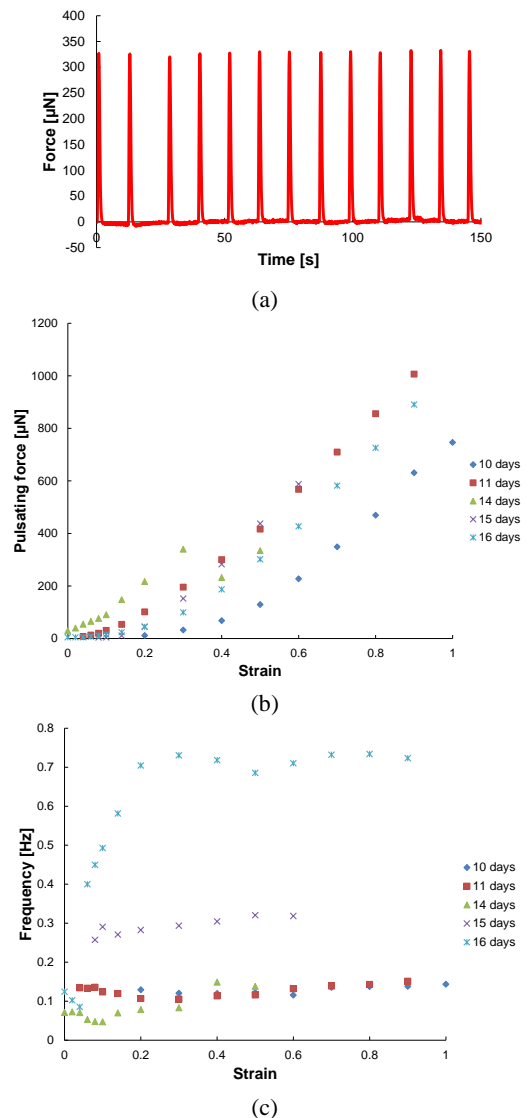 400
350
300
250
200
150
100
50
0
-50
Force [µN]
0
50
100
150
Time [s]
(a)
1200
1000
800
600
400
200
0
Pulsating force [µN]
0
0.2
0.4
0.6
0.8
1
Strain
10 days
11 days
14 days
15 days
16 days
(b)
0.8
0.7
0.6
0.5
0.4
0.3
0.2
0.1
0
Frequency [Hz]
0
0.2
0.4
0.6
0.8
1
Strain
10 days
11 days
14 days
15 days
16 days
(c)